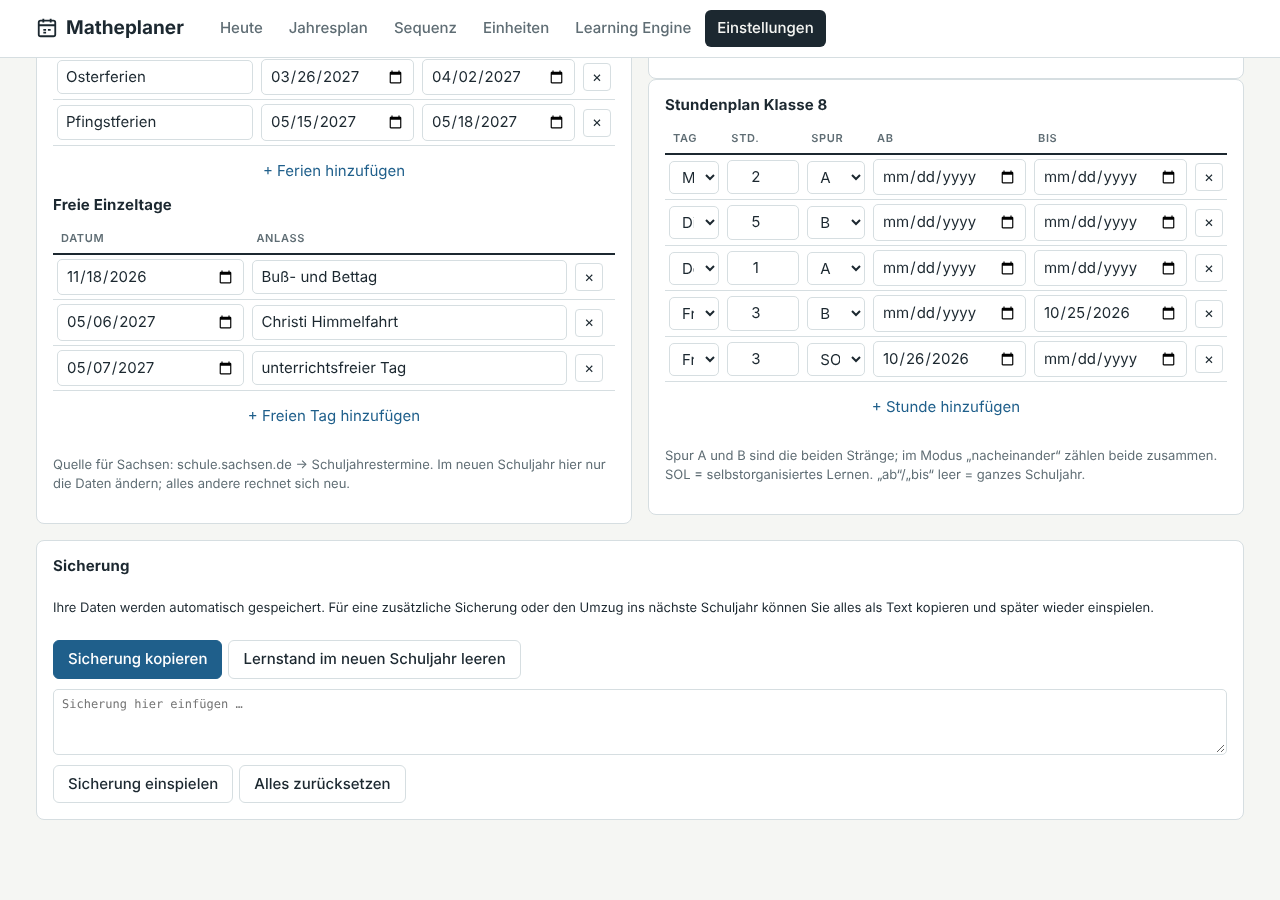 Matheplaner Heute Jahresplan Sequenz Einheiten Learning Engine Einstellungen
Osterferien 03/26/2027 04/02/2027 ×
Pfingstferien 05/15/2027 05/18/2027 ×
+ Ferien hinzufügen
Freie Einzeltage
DATUM ANLASS
11/18/2026 Buß- und Bettag ×
05/06/2027 Christi Himmelfahrt ×
05/07/2027 unterrichtsfreier Tag ×
+ Freien Tag hinzufügen
Quelle für Sachsen: schule.sachsen.de → Schuljahrestermine. Im neuen Schuljahr hier nur
die Daten ändern; alles andere rechnet sich neu.
Stundenplan Klasse 8
TAG STD. SPUR AB BIS
M 2 A mm/dd/yyyy mm/dd/yyyy ×
D 5 B mm/dd/yyyy mm/dd/yyyy ×
D 1 A mm/dd/yyyy mm/dd/yyyy ×
Fr 3 B mm/dd/yyyy 10/25/2026 ×
Fr 3 SO 10/26/2026 mm/dd/yyyy ×
+ Stunde hinzufügen
Spur A und B sind die beiden Stränge; im Modus „nacheinander“ zählen beide zusammen.
SOL = selbstorganisiertes Lernen. „ab“/„bis“ leer = ganzes Schuljahr.
Sicherung
Ihre Daten werden automatisch gespeichert. Für eine zusätzliche Sicherung oder den Umzug ins nächste Schuljahr können Sie alles als Text kopieren und später wieder einspielen.
Sicherung kopieren Lernstand im neuen Schuljahr leeren
Sicherung hier einfügen …
Sicherung einspielen Alles zurücksetzen